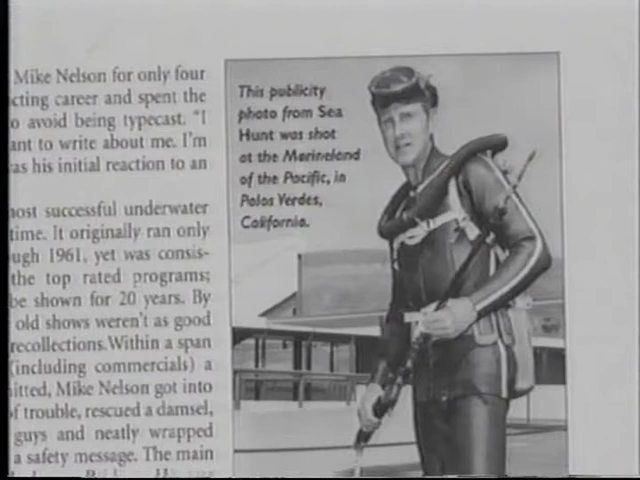 Mike Nelson for only four
cting career and spent the
o avoid being typecast. "I
ant to write about me. I'm
as his initial reaction to an
nost successful underwater
time. It originally ran only
ugh 1961, yet was consis-
the top rated programs;
be shown for 20 years. By
old shows weren't as good
recollections. Within a span
(including commercials) a
itted, Mike Nelson got into
f trouble, rescued a damsel,
guys and neatly wrapped
a safety message. The main
This publicity
photo from Sea
Hunt was shot
at the Marineland
of the Pacific, in
Palos Verdes,
California.